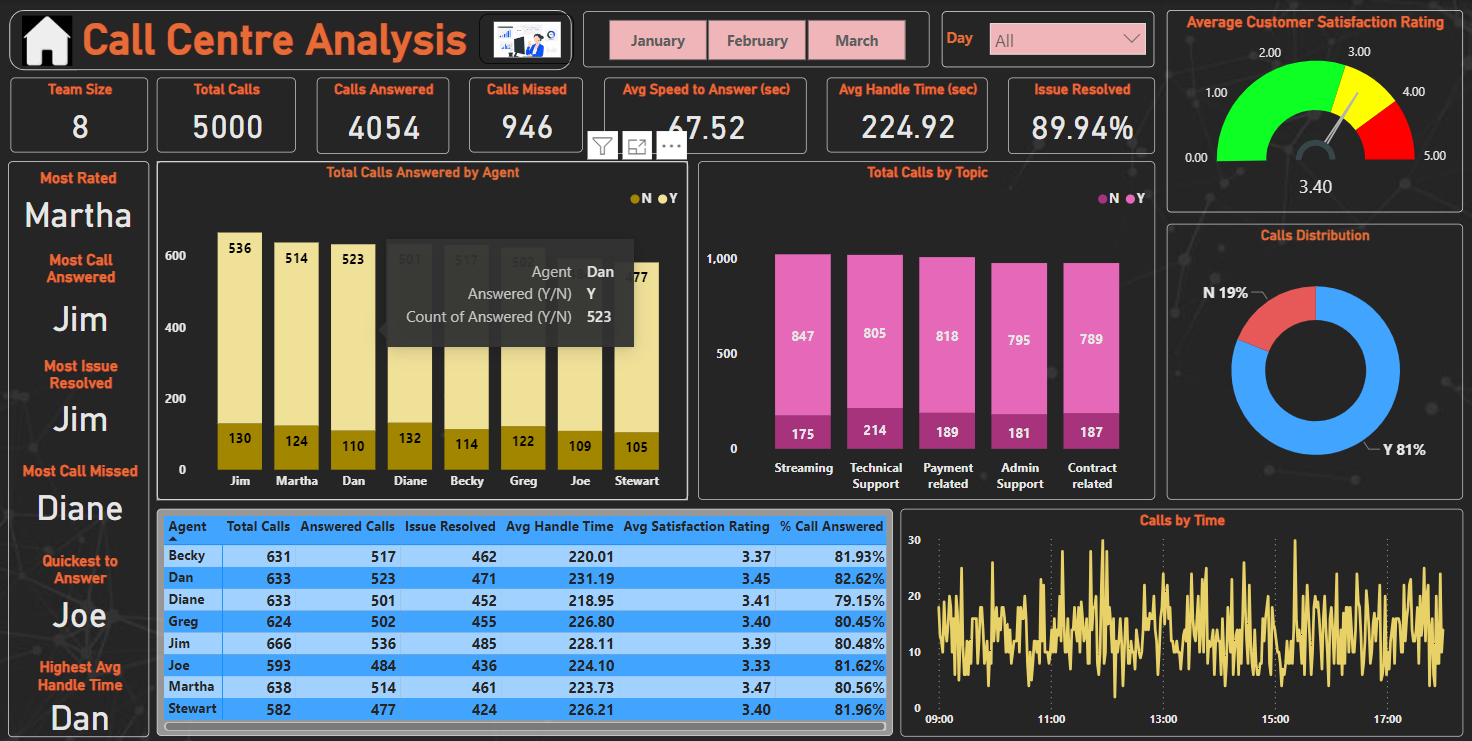 Call Centre Analysis
January February March
Day All
Average Customer Satisfaction Rating
0.00 1.00 2.00 3.00 4.00 5.00
3.40
Team Size
8
Total Calls
5000
Calls Answered
4054
Calls Missed
946
Avg Speed to Answer (sec)
67.52
Avg Handle Time (sec)
224.92
Issue Resolved
89.94%
Most Rated
Martha
Most Call
Answered
Jim
Most Issue
Resolved
Jim
Most Call Missed
Diane
Quickest to
Answer
Joe
Highest Avg
Handle Time
Dan
Total Calls Answered by Agent
N Y
600
400
200
0
536 514 523 501 517 502 477
130 124 110 132 114 122 109 105
Jim Martha Dan Diane Becky Greg Joe Stewart
Agent Dan
Answered (Y/N) Y
Count of Answered (Y/N) 523
Total Calls by Topic
N Y
1,000
500
0
847 805 818 795 789
175 214 189 181 187
Streaming
Technical
Support
Payment
related
Admin
Support
Contract
related
Calls Distribution
N 19%
Y 81%
Agent Total Calls Answered Calls Issue Resolved Avg Handle Time Avg Satisfaction Rating % Call Answered
Becky 631 517 462 220.01 3.37 81.93%
Dan 633 523 471 231.19 3.45 82.62%
Diane 633 501 452 218.95 3.41 79.15%
Greg 624 502 455 226.80 3.40 80.45%
Jim 666 536 485 228.11 3.39 80.48%
Joe 593 484 436 224.10 3.33 81.62%
Martha 638 514 461 223.73 3.47 80.56%
Stewart 582 477 424 226.21 3.40 81.96%
Calls by Time
30
20
10
0
09:00 11:00 13:00 15:00 17:00